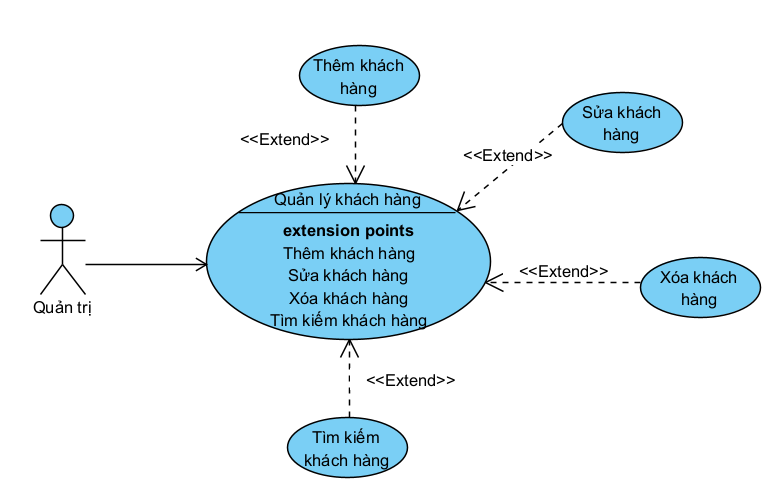 Thêm khách
hàng
<<Extend>>
Sửa khách
hàng
<<Extend>>
Quản lý khách hàng
extension points
Thêm khách hàng
Sửa khách hàng
Xóa khách hàng
Tìm kiếm khách hàng
<<Extend>>
Xóa khách
hàng
Quản trị
<<Extend>>
Tìm kiếm
khách hàng